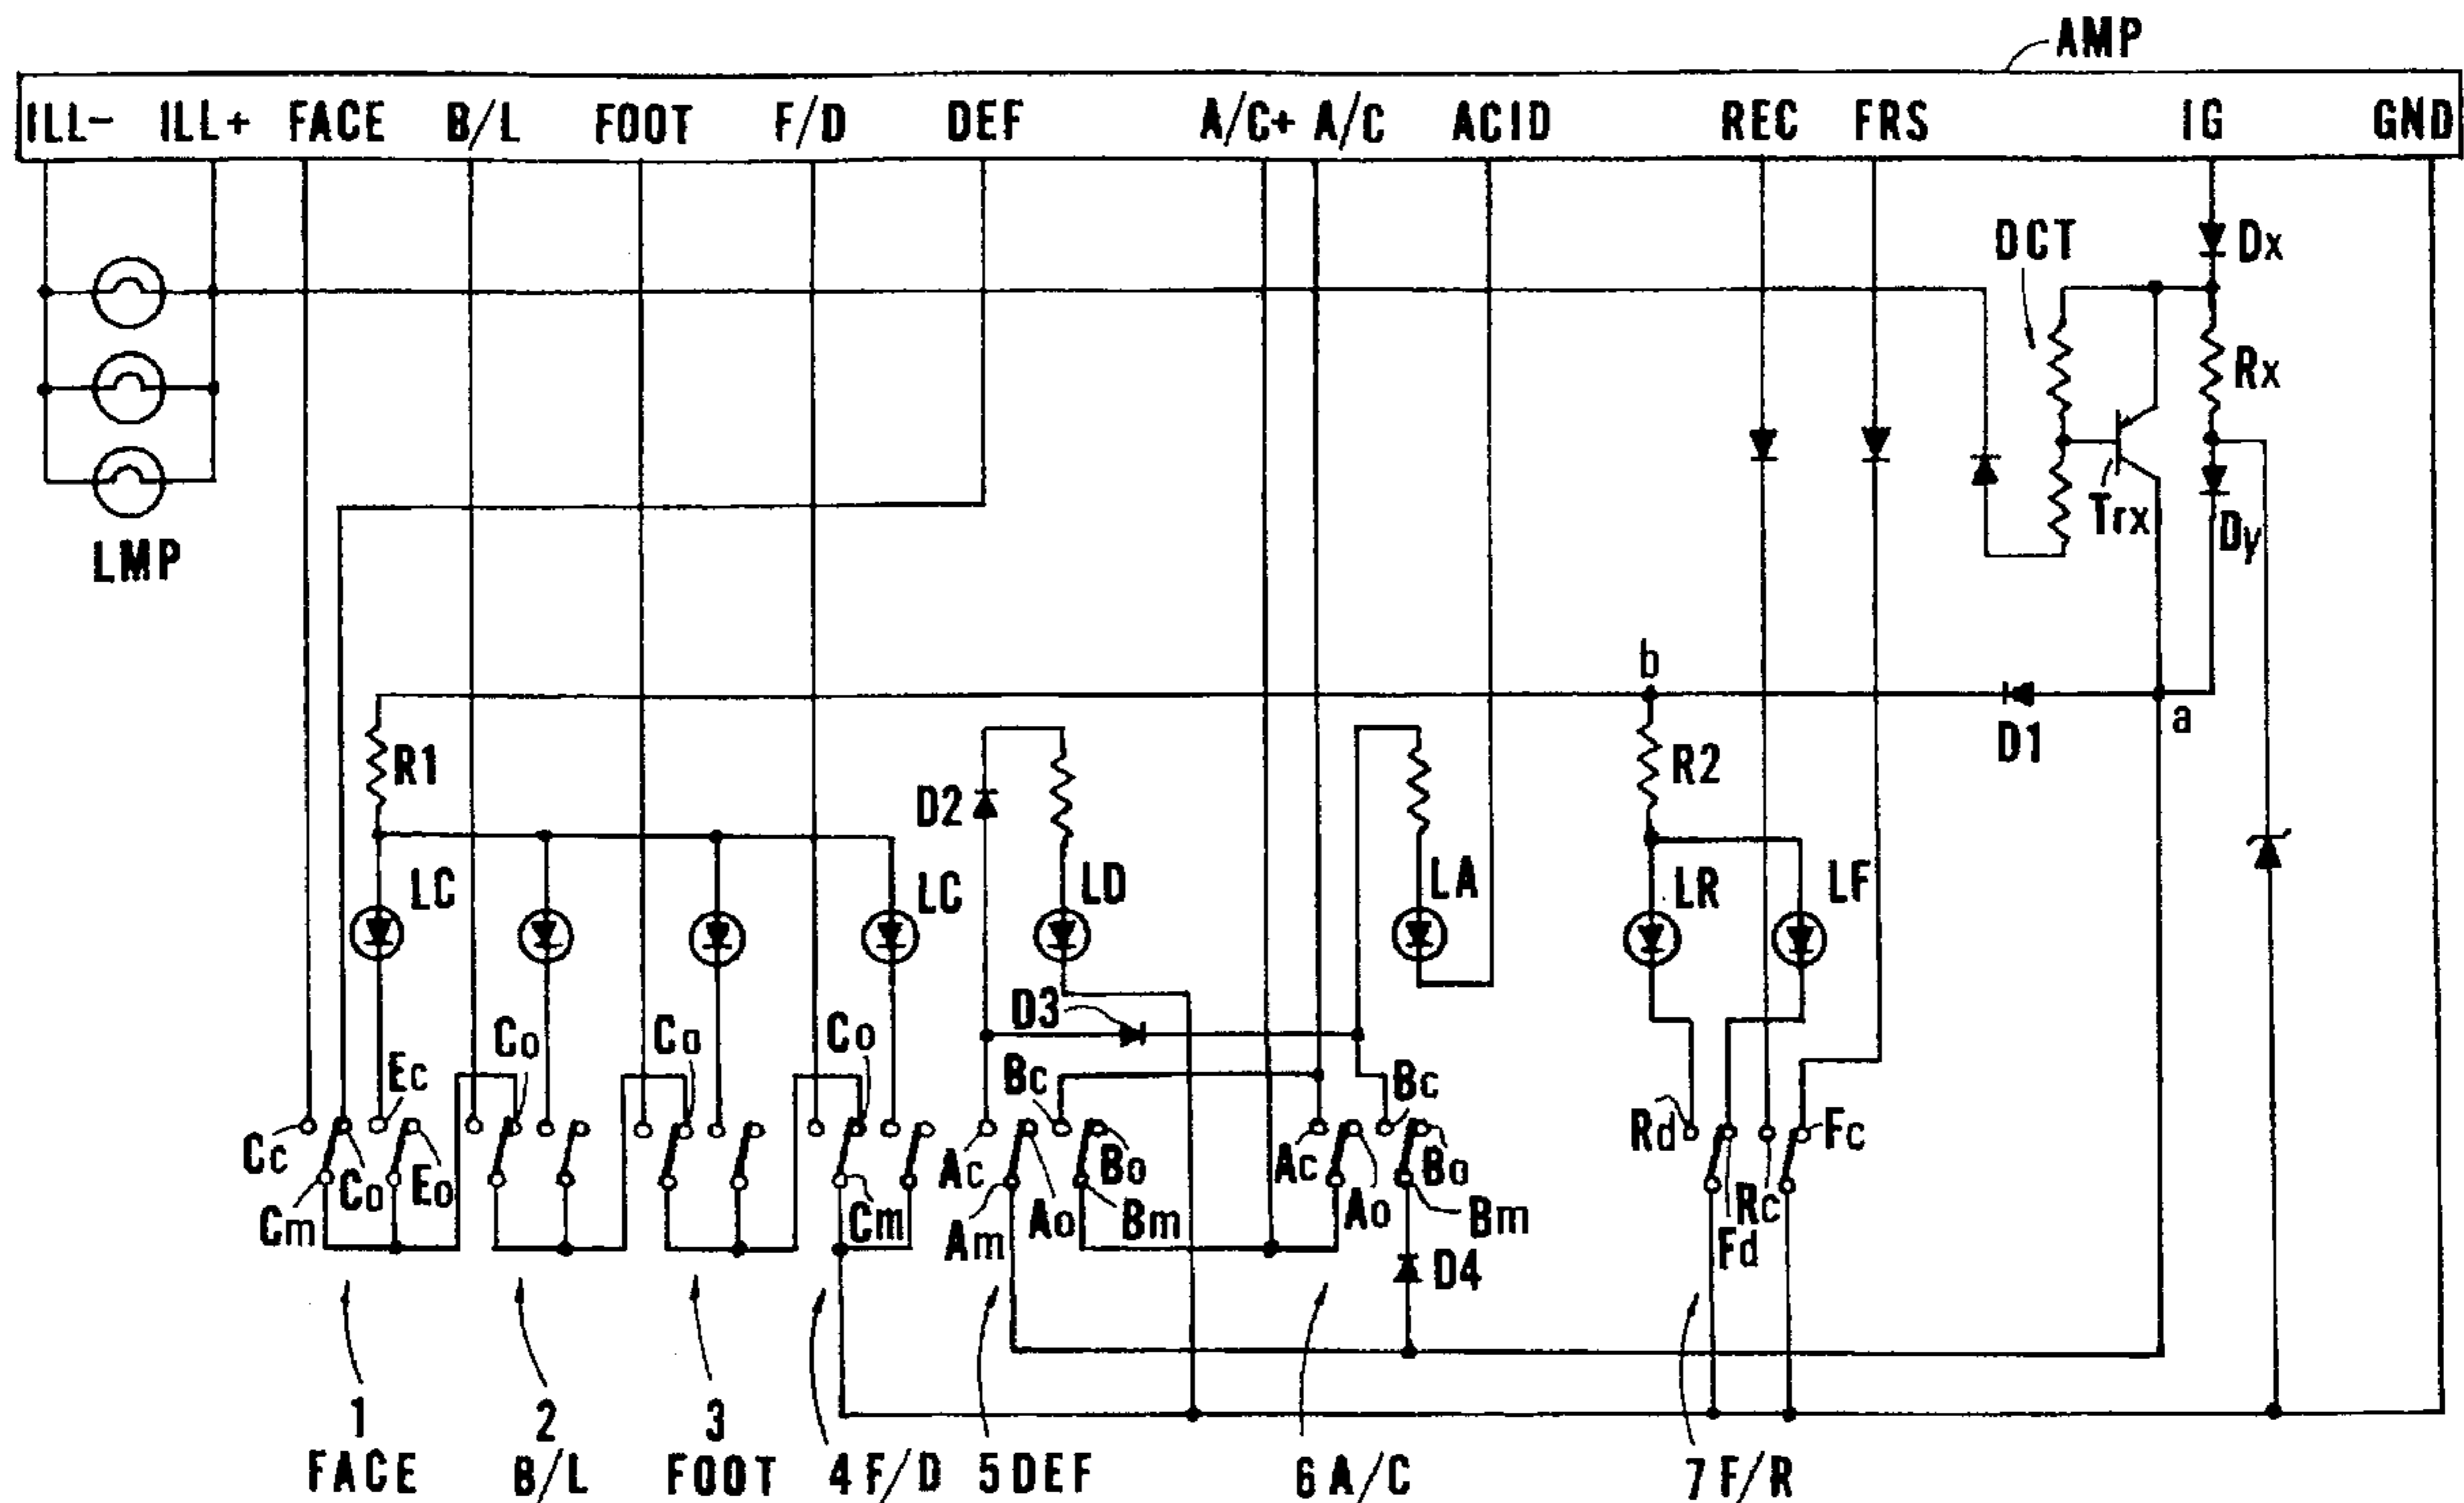 AMP
ILL- ILL+ FACE B/L FOOT F/D DEF A/C+ A/C ACID REC FRS IG GND
DCT Dx
Rx
Trx Dy
LMP
b
a
R1 D2 R2 D1
LC LC LD LA LR LF
D3
Co Co Co
Ec Bc Bc
Cc Co Eo Ac Bo Ac Bo Rd Fc
Cm Cm Am Ao Bm Ao Bm Rc
Fd
D4
1 2 3
FACE B/L FOOT 4 F/D 5 DEF 6 A/C 7 F/R